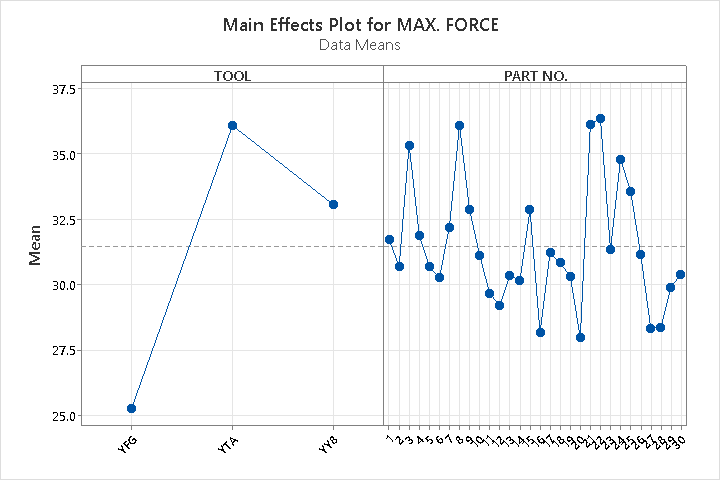 Main Effects Plot for MAX. FORCE
Data Means
TOOL PART NO.
37.5
35.0
32.5
30.0
27.5
25.0
Mean
YFG YTA YY8
1 2 3 4 5 6 7 8 9 10 11 12 13 14 15 16 17 18 19 20 21 22 23 24 25 26 27 28 29 30